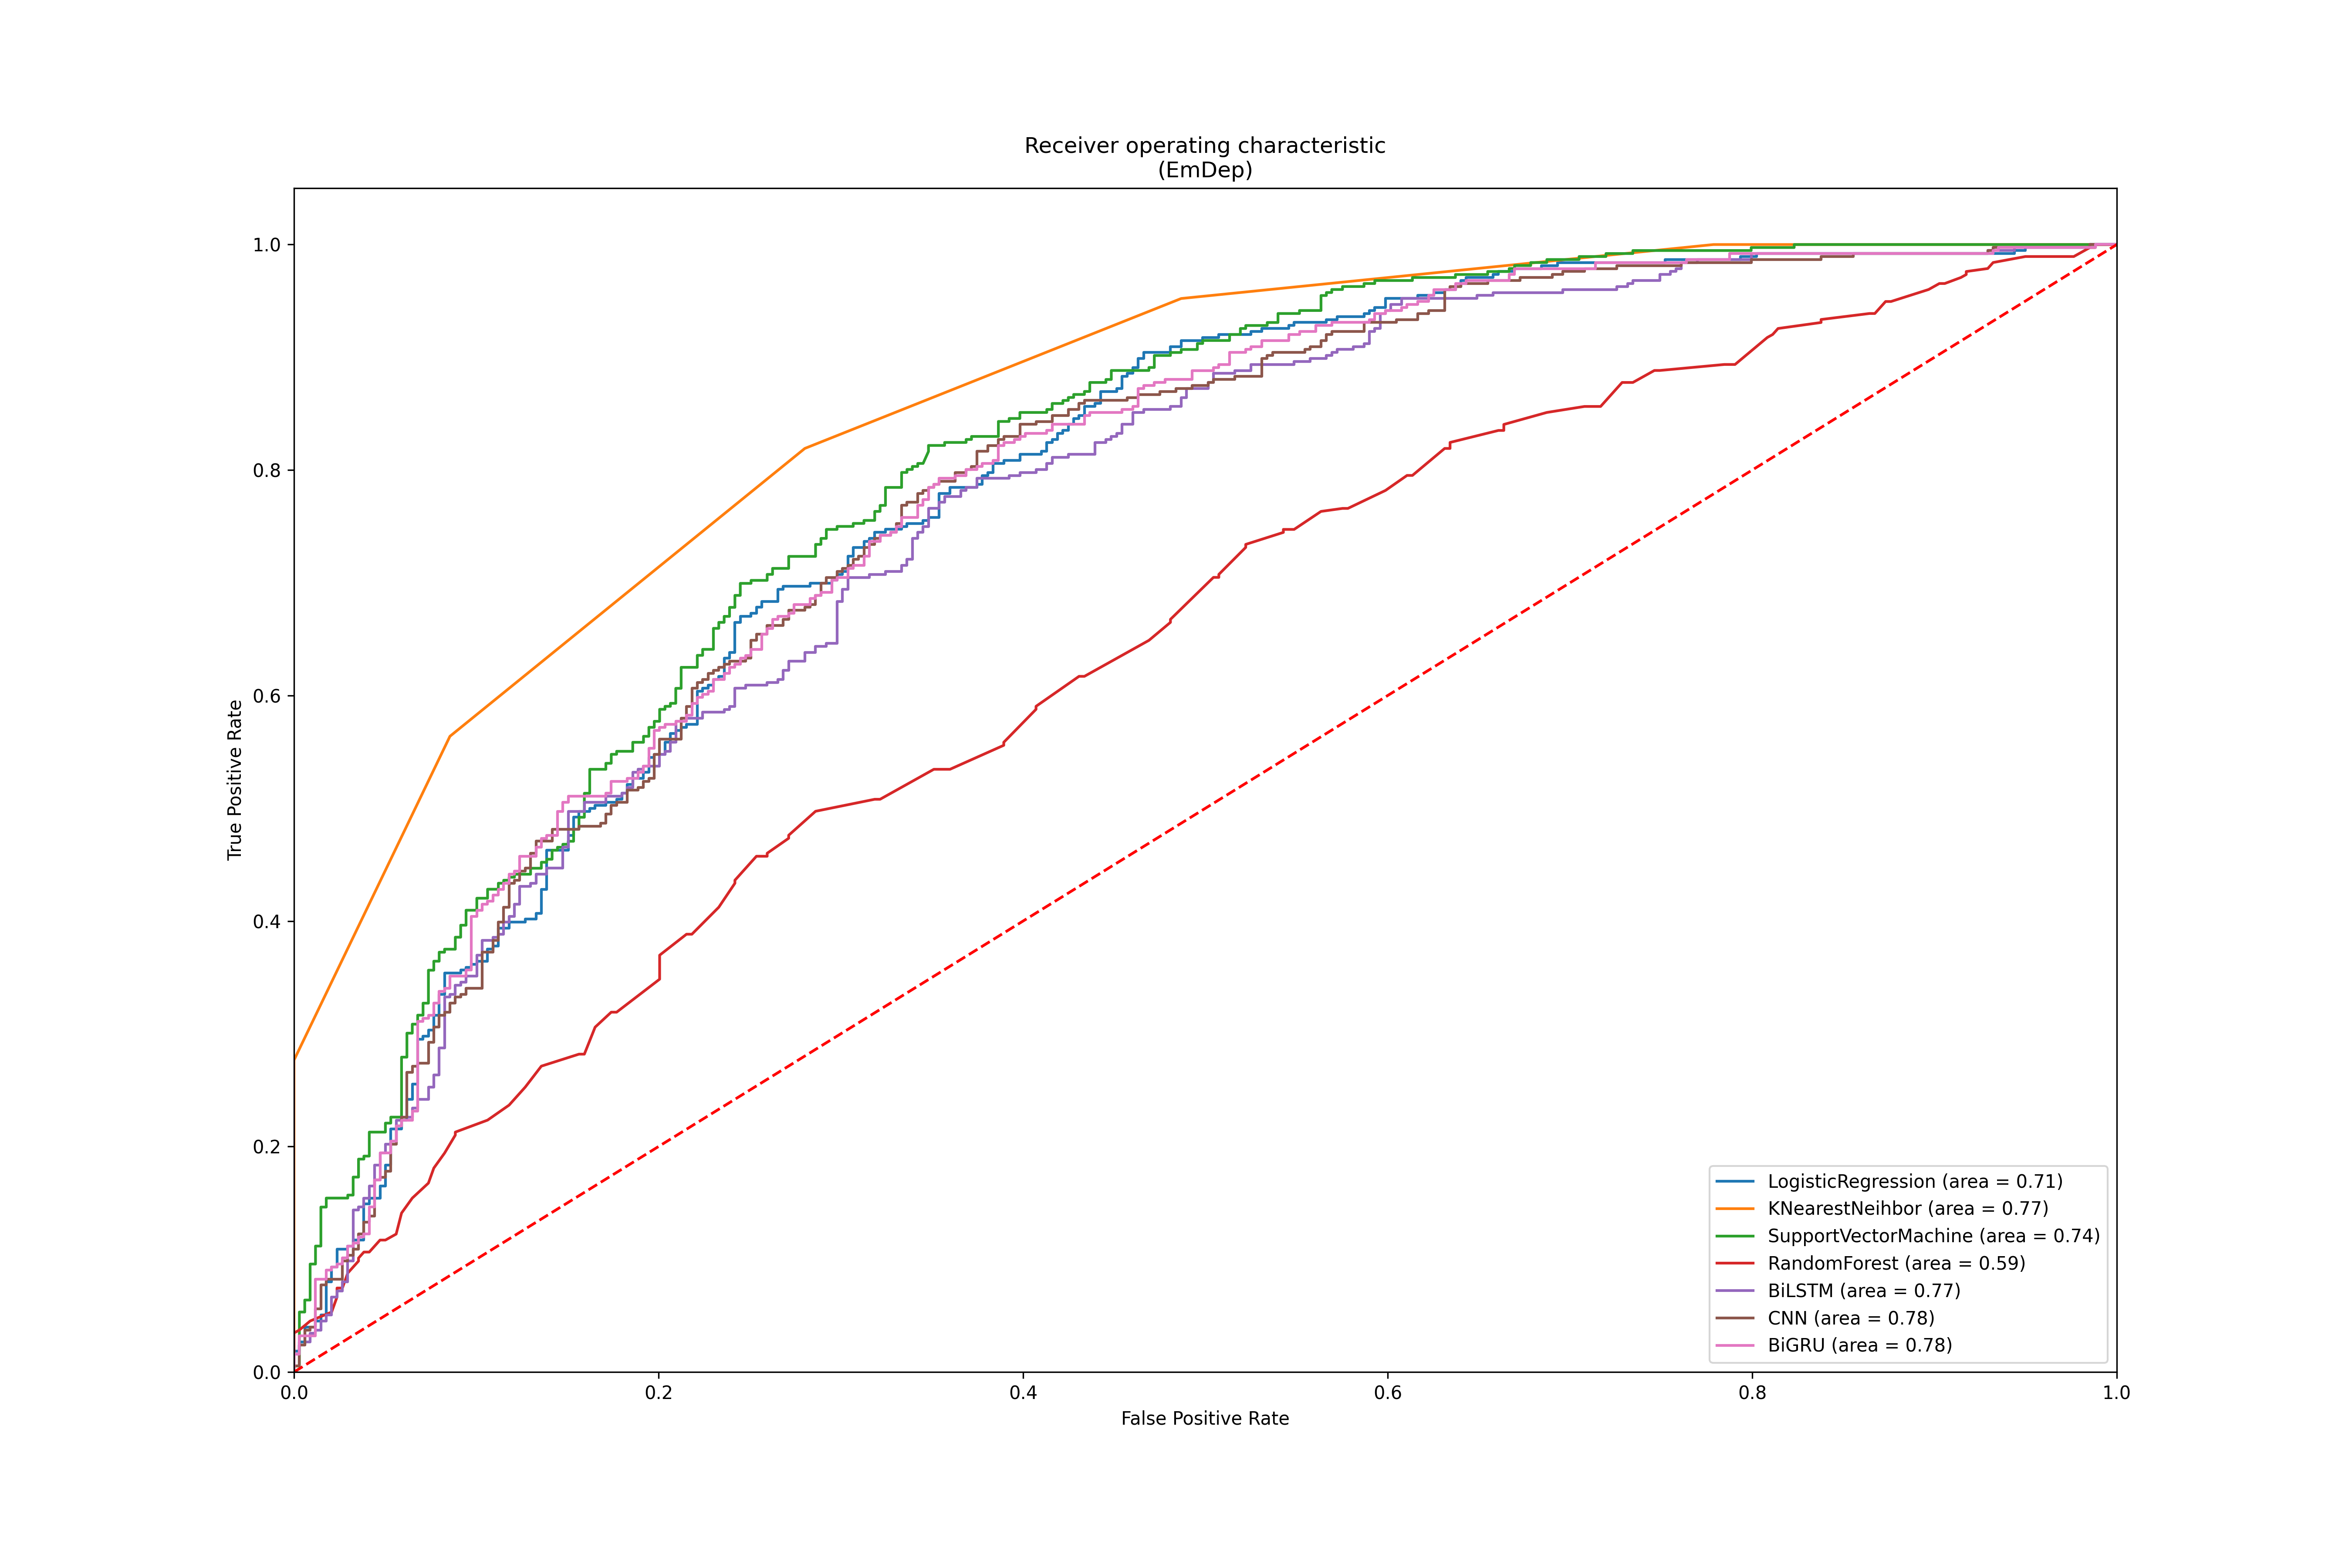 Receiver operating characteristic
(EmDep)
True Positive Rate
1.0
0.8
0.6
0.4
0.2
0.0
0.0 0.2 0.4 0.6 0.8 1.0
False Positive Rate
LogisticRegression (area = 0.71)
KNearestNeihbor (area = 0.77)
SupportVectorMachine (area = 0.74)
RandomForest (area = 0.59)
BiLSTM (area = 0.77)
CNN (area = 0.78)
BiGRU (area = 0.78)